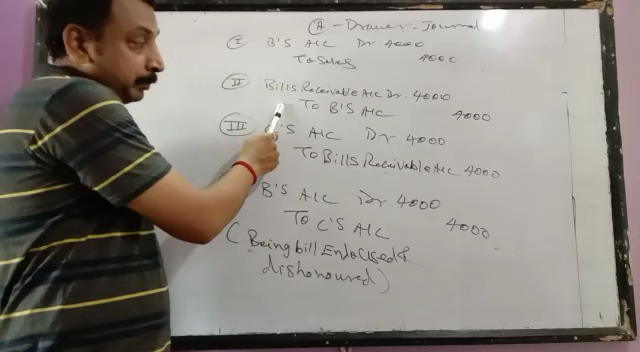 (A - Drawer - Journal
I B'S A/C Dr 4000
To Sales 4000
II Bills Receivable A/c Dr. 4000
To B'S A/C 4000
III C'S A/C Dr 4000
To Bills Receivable A/c 4000
B'S A/C Dr 4000
To C'S A/C 4000
(Being bill Endorsed &
dishonoured)